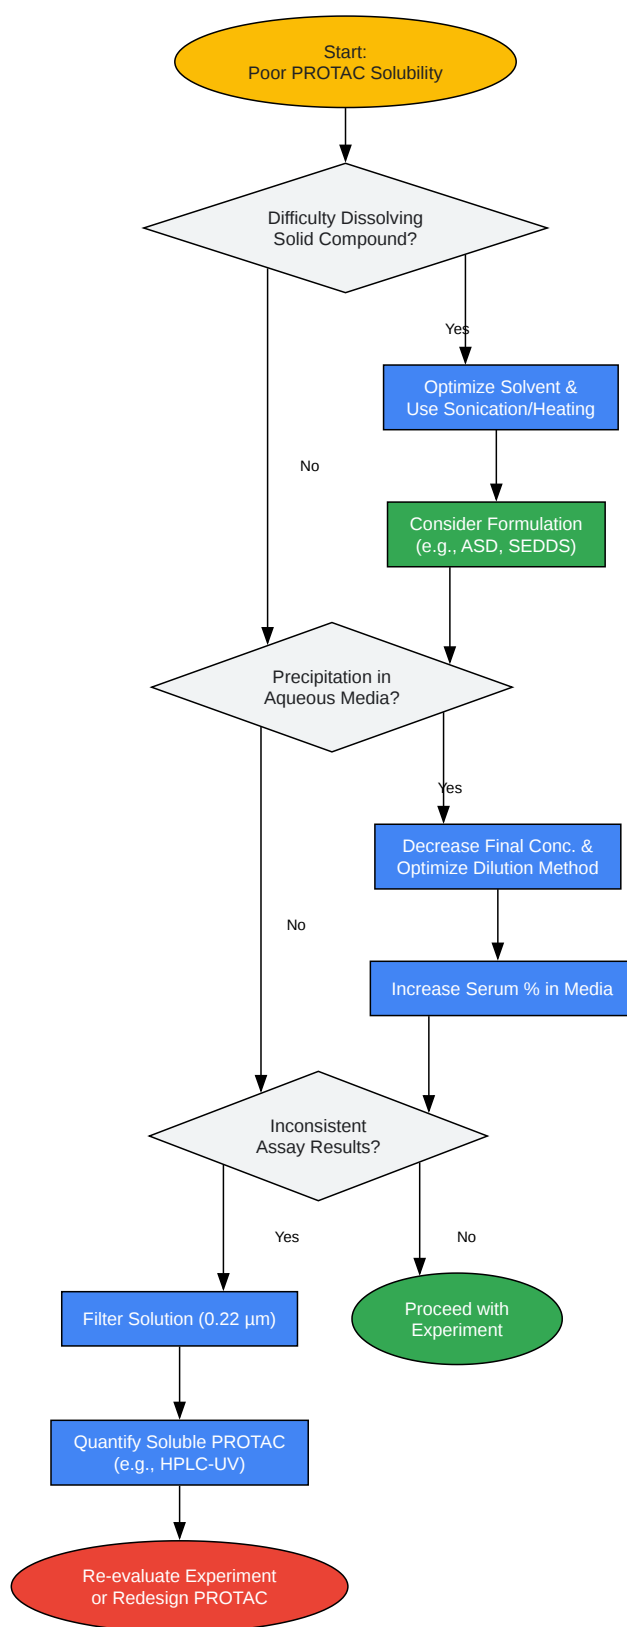 Start:
Poor PROTAC Solubility
Difficulty Dissolving
Solid Compound?
Yes
Optimize Solvent &
Use Sonication/Heating
No
Consider Formulation
(e.g., ASD, SEDDS)
Precipitation in
Aqueous Media?
Yes
Decrease Final Conc. &
Optimize Dilution Method
No
Increase Serum % in Media
Inconsistent
Assay Results?
Yes
No
Filter Solution (0.22 µm)
Proceed with
Experiment
Quantify Soluble PROTAC
(e.g., HPLC-UV)
Re-evaluate Experiment
or Redesign PROTAC